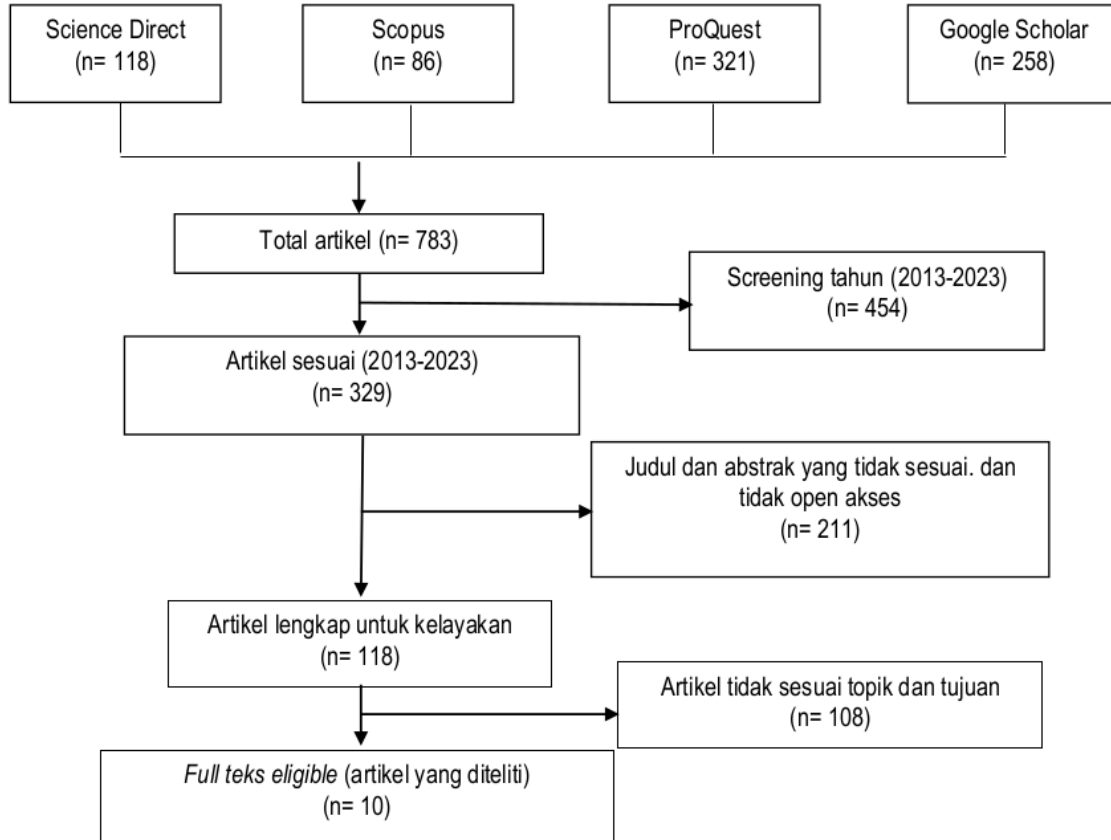 Science Direct
(n= 118)
Scopus
(n= 86)
ProQuest
(n= 321)
Google Scholar
(n= 258)
Total artikel (n= 783)
Screening tahun (2013-2023)
(n= 454)
Artikel sesuai (2013-2023)
(n= 329)
Judul dan abstrak yang tidak sesuai. dan
tidak open akses
(n= 211)
Artikel lengkap untuk kelayakan
(n= 118)
Artikel tidak sesuai topik dan tujuan
(n= 108)
Full teks eligible (artikel yang diteliti)
(n= 10)